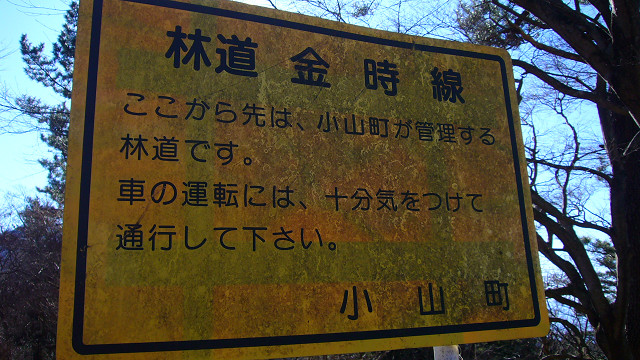 林道 金時線
ここから先は、小山町が管理する
林道です。
車の運転には、十分気をつけて
通行して下さい。
小山町